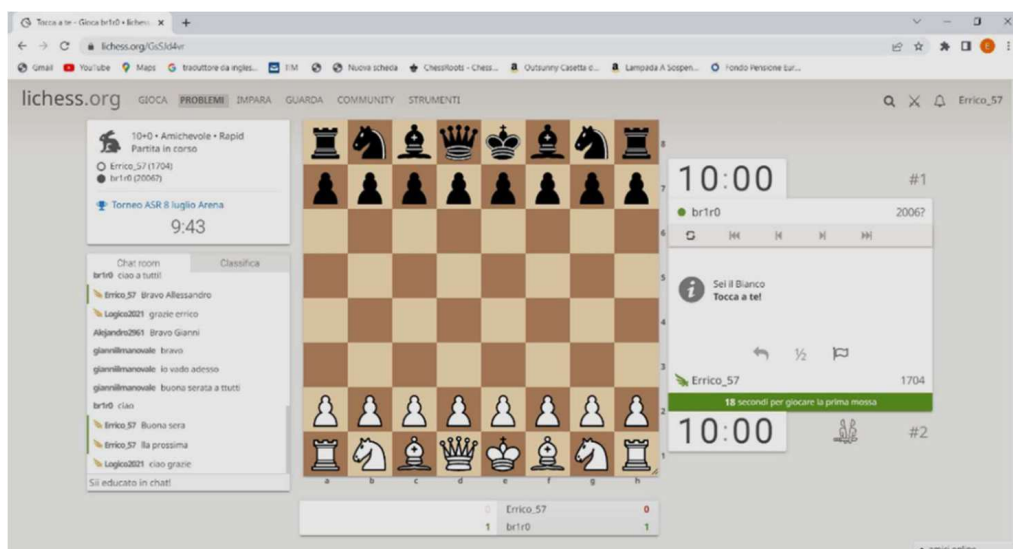 Tocca a te - Gioca br1r0 • lichess
lichess.org/GsSJd4vr
Gmail YouTube Maps traduttore da ingles... Nuova scheda ChessRoots - Chess... Outsunny Casetta d... Lampada A Sospen... Fondo Pensione Eur...
lichess.org GIOCA PROBLEMI IMPARA GUARDA COMMUNITY STRUMENTI Errico_57
10+0 • Amichevole • Rapid
Partita in corso
Errico_57 (1704)
br1r0 (2006?)
Torneo ASR 8 luglio Arena
9:43
Chat room Classifica
br1r0 ciao a tutti!
Errico_57 Bravo Allessandro
Logico2021 grazie errico
Alejandro2961 Bravo Gianni
giannilmanovale bravo
giannilmanovale io vado adesso
giannilmanovale buona serata a ttutti
br1r0 ciao
Errico_57 Buona sera
Errico_57 lla prossima
Logico2021 ciao grazie
Sii educato in chat!
8
7
6
5
4
3
2
1
a b c d e f g h
0 Errico_57 0
1 br1r0 1
10:00 #1
br1r0 2006?
Sei il Bianco
Tocca a te!
½
Errico_57 1704
18 secondi per giocare la prima mossa
10:00 #2